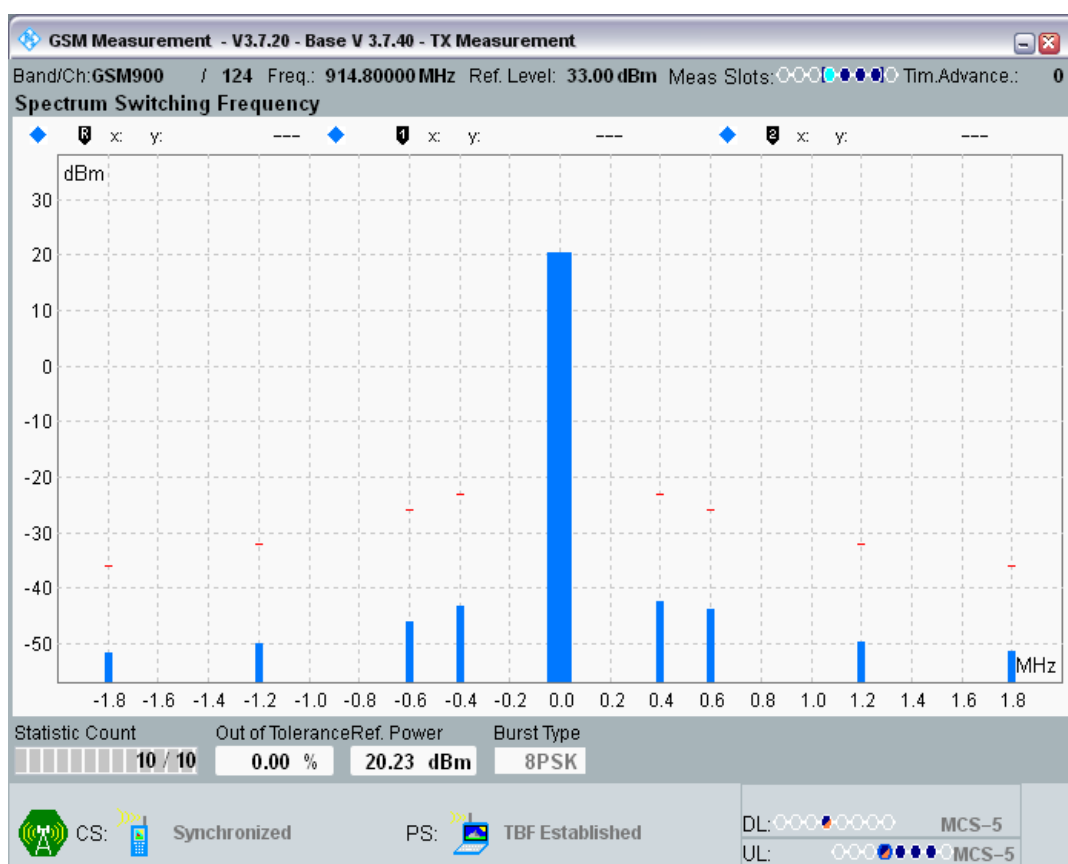 GSM Measurement - V3.7.20 - Base V 3.7.40 - TX Measurement
Band/Ch:GSM900 / 124 Freq.: 914.80000 MHz Ref. Level: 33.00 dBm Meas Slots: Tim.Advance.: 0
Spectrum Switching Frequency
R x: y: --- 1 x: y: --- 2 x: y: ---
dBm
30
20
10
0
-10
-20
-30
-40
-50
MHz
-1.8 -1.6 -1.4 -1.2 -1.0 -0.8 -0.6 -0.4 -0.2 0.0 0.2 0.4 0.6 0.8 1.0 1.2 1.4 1.6 1.8
Statistic Count Out of Tolerance Ref. Power Burst Type
10 / 10 0.00 % 20.23 dBm 8PSK
CS: Synchronized PS: TBF Established
DL: MCS-5
UL: MCS-5